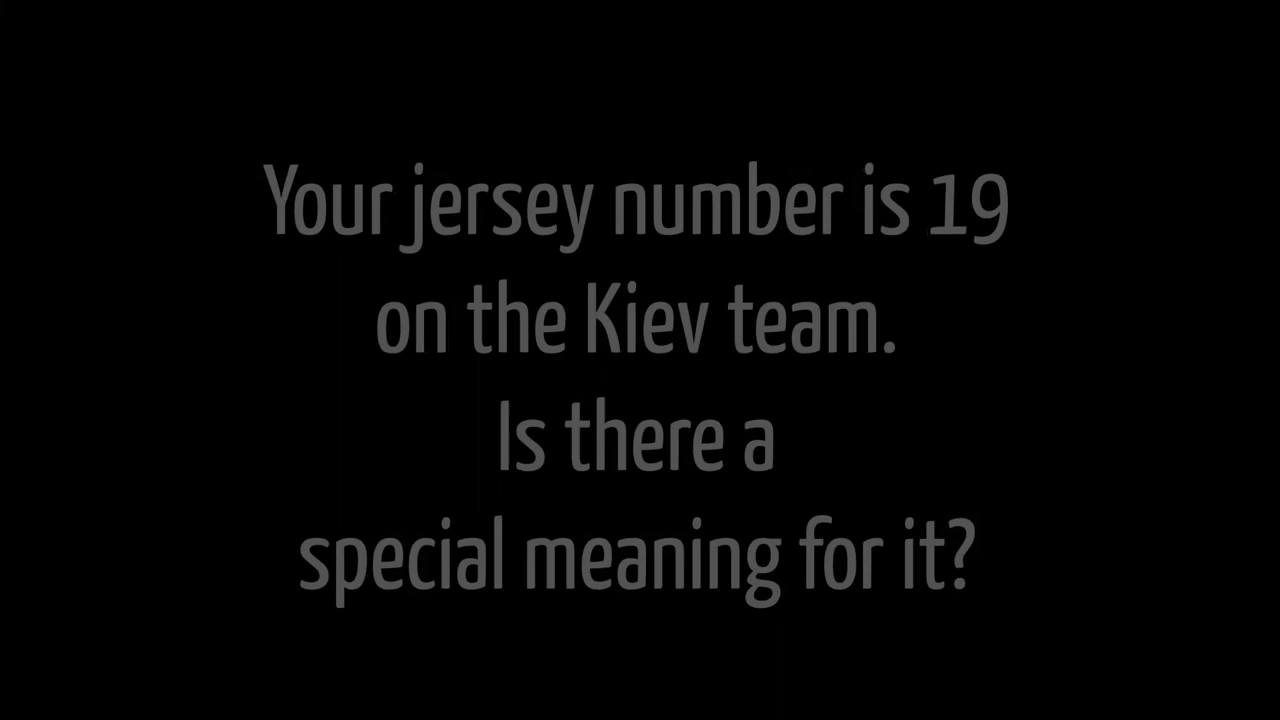 Your jersey number is 19
on the Kiev team.
Is there a
special meaning for it?